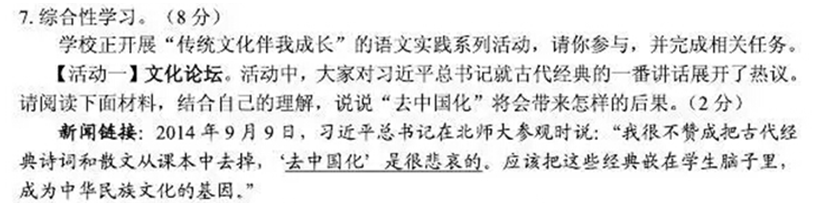 7. 综合性学习。（8 分）
学校正开展“传统文化伴我成长”的语文实践系列活动，请你参与，并完成相关任务。
【活动一】文化论坛。活动中，大家对习近平总书记就古代经典的一番讲话展开了热议。
请阅读下面材料，结合自己的理解，说说“去中国化”将会带来怎样的后果。（2 分）
新闻链接：2014 年 9 月 9 日，习近平总书记在北师大参观时说：“我很不赞成把古代经
典诗词和散文从课本中去掉，‘去中国化’是很悲哀的。应该把这些经典嵌在学生脑子里，
成为中华民族文化的基因。”